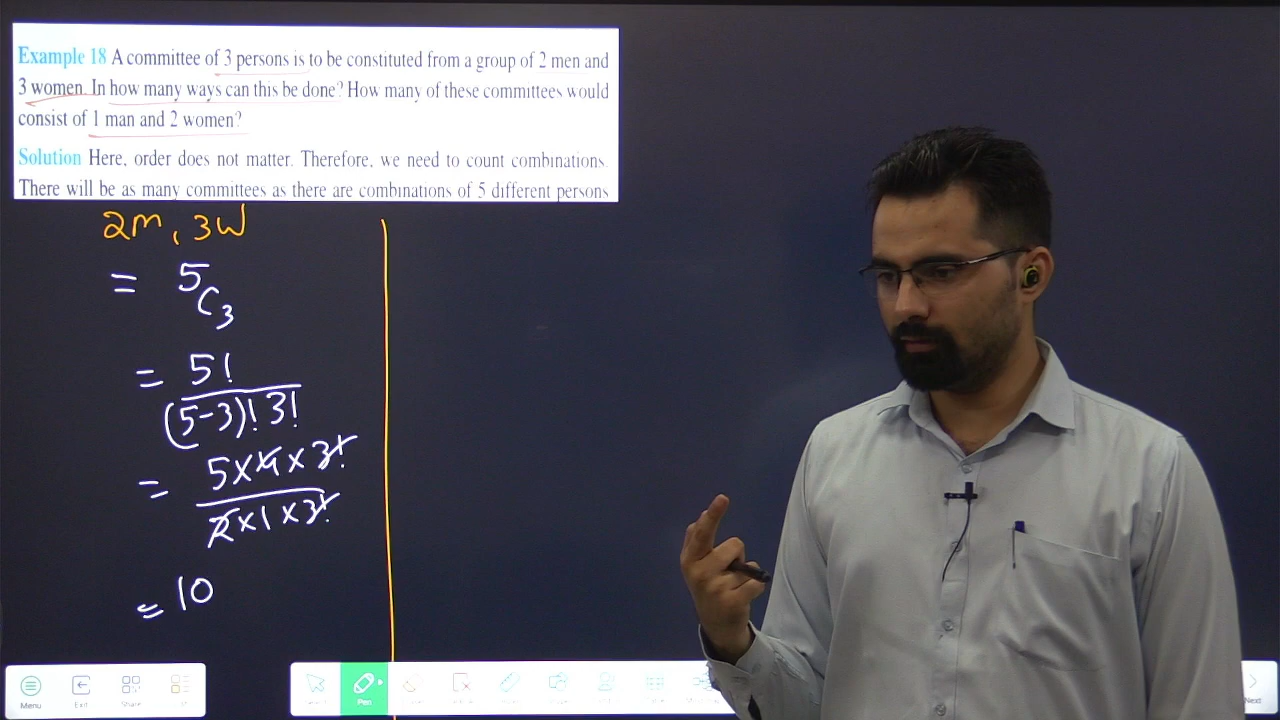 Example 18 A committee of 3 persons is to be constituted from a group of 2 men and
3 women. In how many ways can this be done? How many of these committees would
consist of 1 man and 2 women?
Solution Here, order does not matter. Therefore, we need to count combinations.
There will be as many committees as there are combinations of 5 different persons
2M, 3W
= 5C3
= 5!
(5-3)! 3!
= 5×4×3!
2×1×3!
= 10
Menu
Exit
Share
Pen
Next